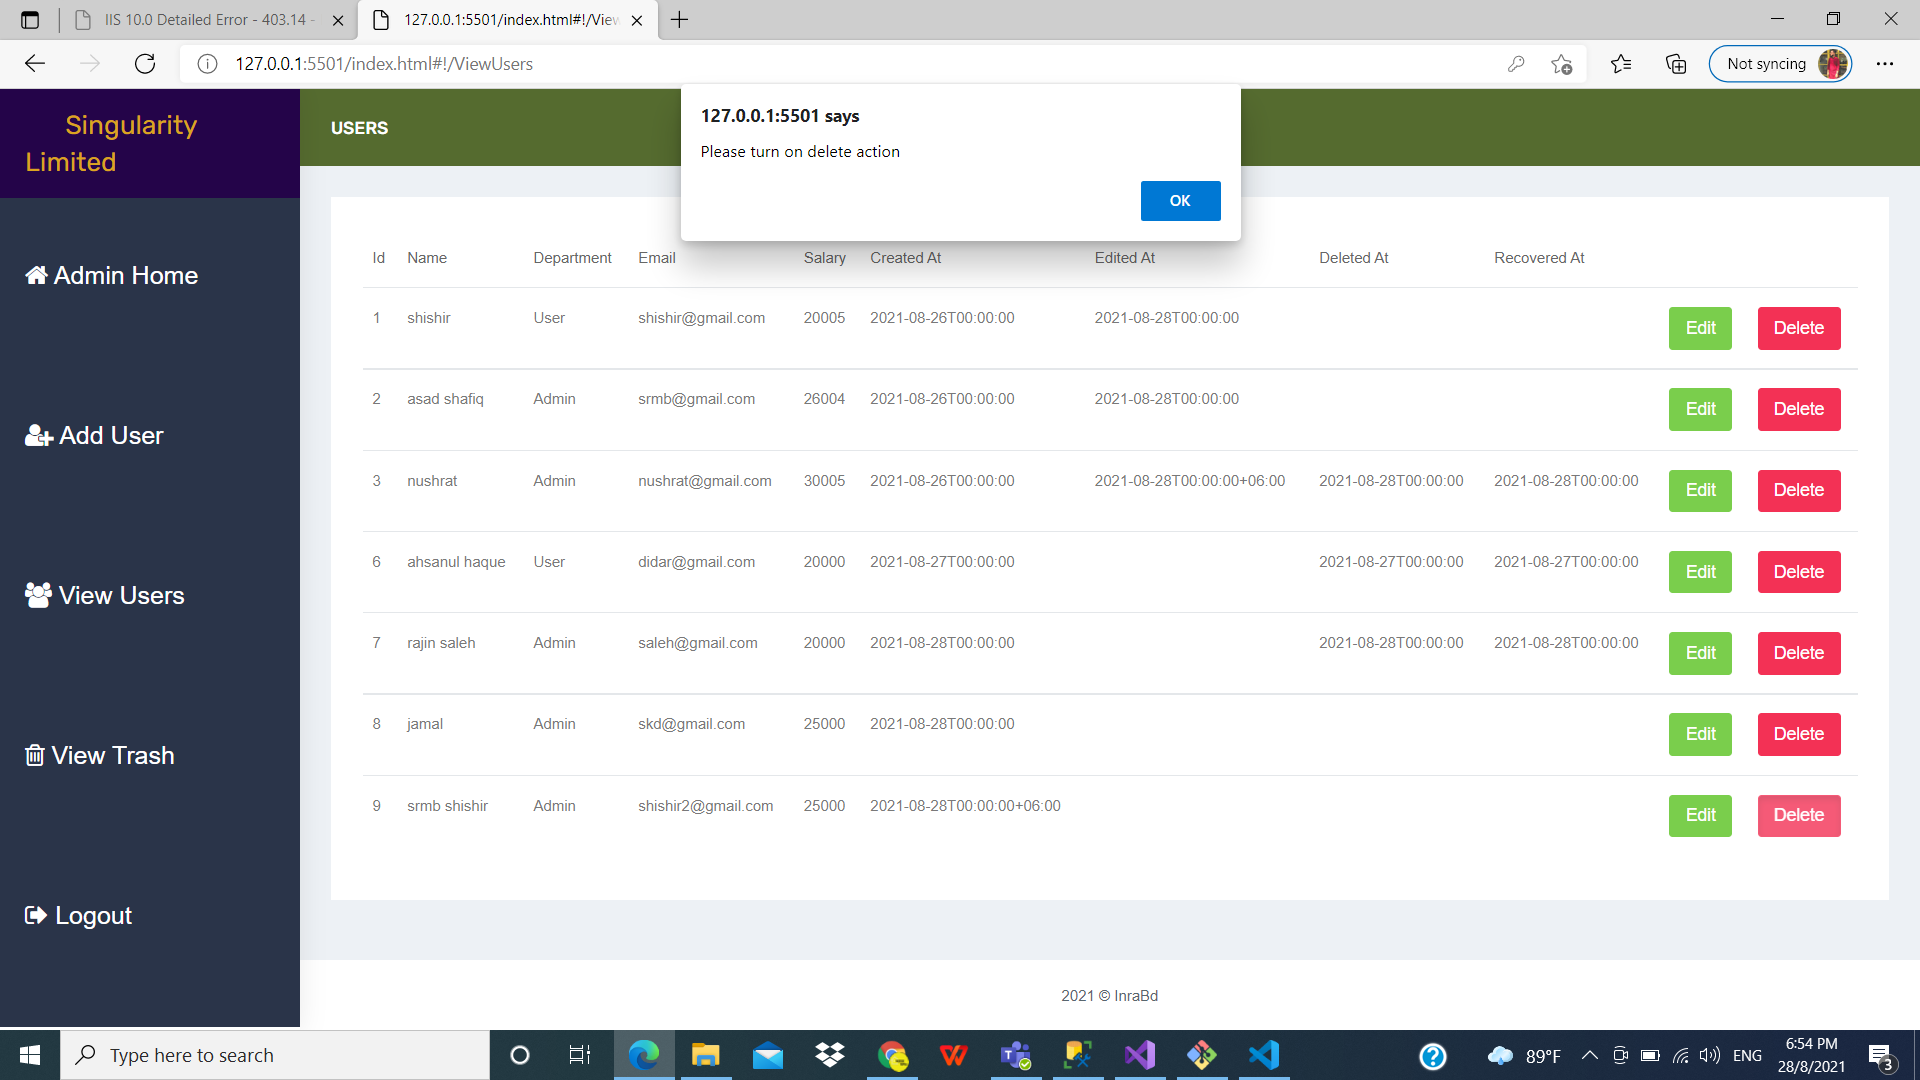 IIS 10.0 Detailed Error - 403.14 -
127.0.0.1:5501/index.html#!/View
127.0.0.1:5501/index.html#!/ViewUsers
Not syncing
127.0.0.1:5501 says
Please turn on delete action
OK
Singularity
Limited
USERS
Admin Home
Add User
View Users
View Trash
Logout
Id Name Department Email Salary Created At Edited At Deleted At Recovered At
1 shishir User shishir@gmail.com 20005 2021-08-26T00:00:00 2021-08-28T00:00:00 Edit Delete
2 asad shafiq Admin srmb@gmail.com 26004 2021-08-26T00:00:00 2021-08-28T00:00:00 Edit Delete
3 nushrat Admin nushrat@gmail.com 30005 2021-08-26T00:00:00 2021-08-28T00:00:00+06:00 2021-08-28T00:00:00 2021-08-28T00:00:00 Edit Delete
6 ahsanul haque User didar@gmail.com 20000 2021-08-27T00:00:00 2021-08-27T00:00:00 2021-08-27T00:00:00 Edit Delete
7 rajin saleh Admin saleh@gmail.com 20000 2021-08-28T00:00:00 2021-08-28T00:00:00 2021-08-28T00:00:00 Edit Delete
8 jamal Admin skd@gmail.com 25000 2021-08-28T00:00:00 Edit Delete
9 srmb shishir Admin shishir2@gmail.com 25000 2021-08-28T00:00:00+06:00 Edit Delete
2021 © InraBd
Type here to search
89°F
ENG
6:54 PM
28/8/2021
3